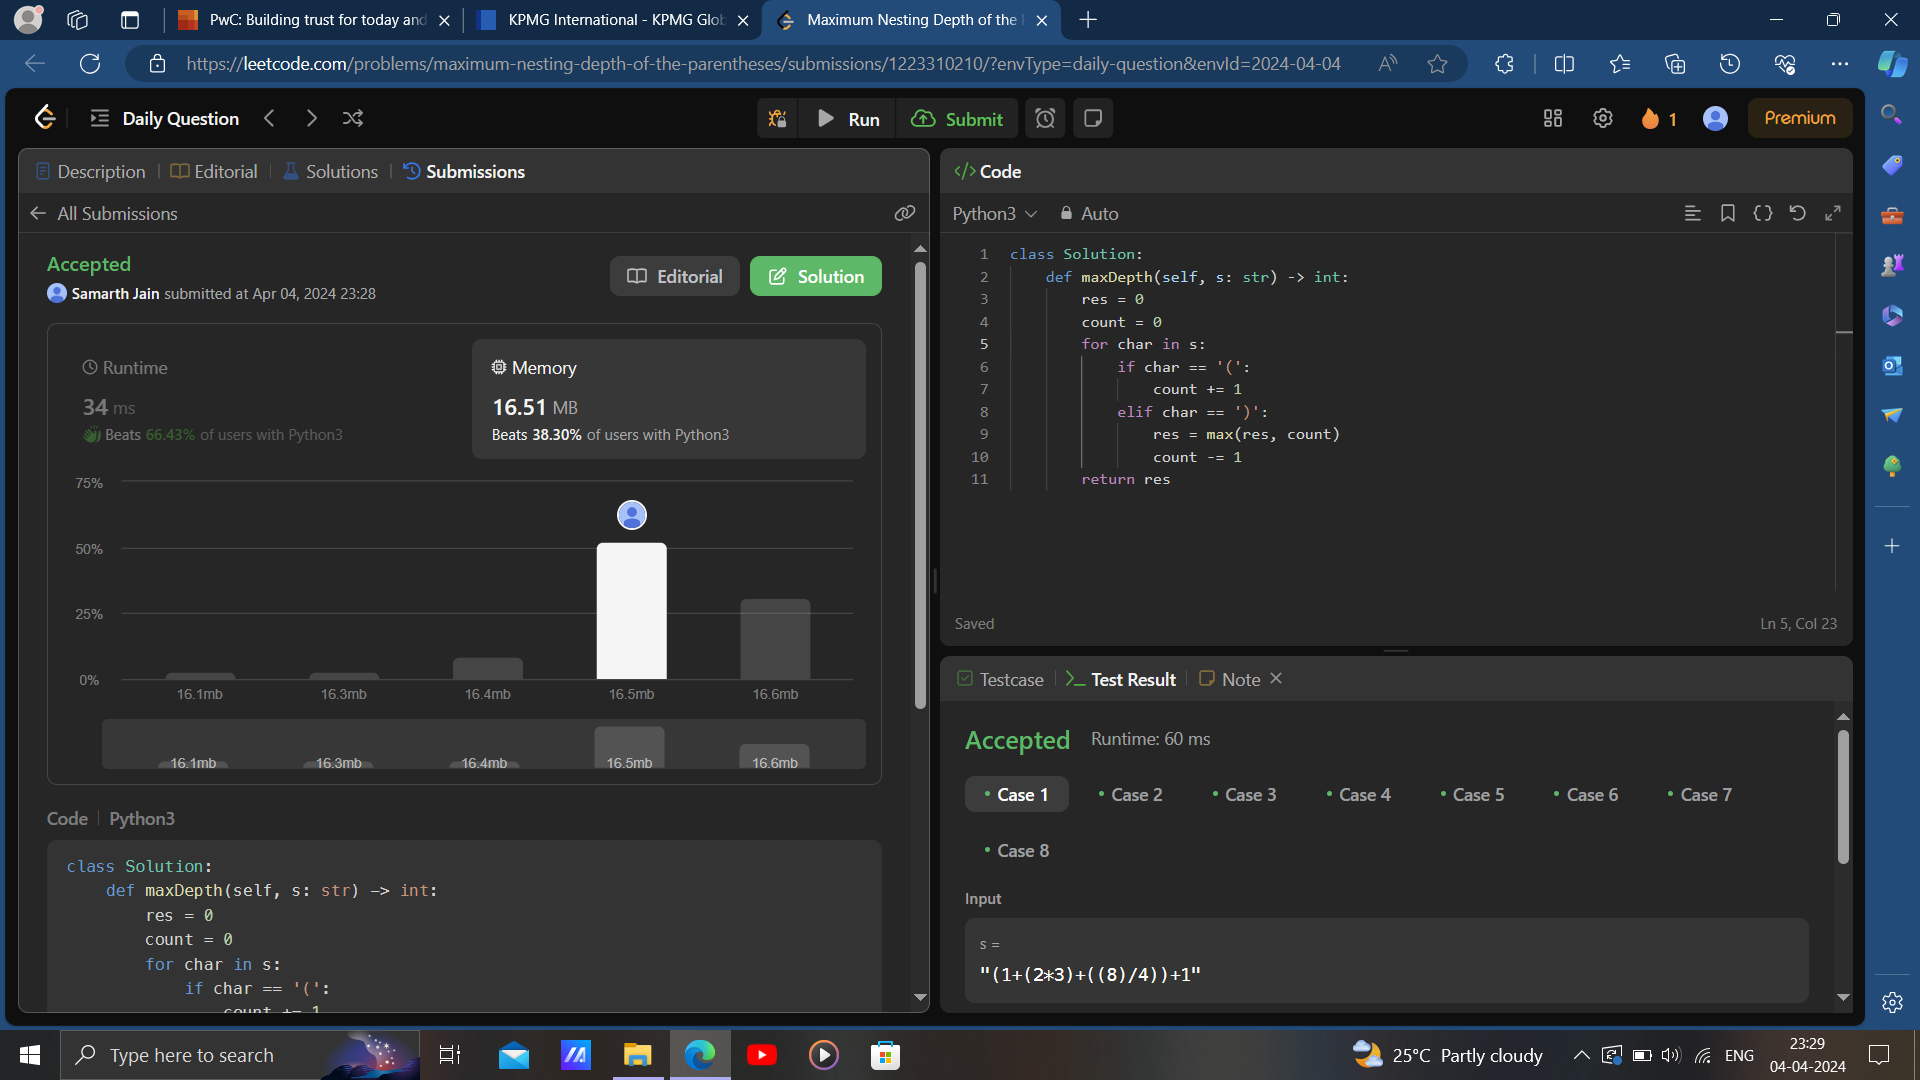 PwC: Building trust for today and
KPMG International - KPMG Glob
Maximum Nesting Depth of the
https://leetcode.com/problems/maximum-nesting-depth-of-the-parentheses/submissions/1223310210/?envType=daily-question&envId=2024-04-04
Daily Question
Run
Submit
1
Premium
Description
Editorial
Solutions
Submissions
All Submissions
Accepted
Samarth Jain submitted at Apr 04, 2024 23:28
Editorial
Solution
Runtime
34 ms
Beats 66.43% of users with Python3
Memory
16.51 MB
Beats 38.30% of users with Python3
75%
50%
25%
0%
16.1mb 16.3mb 16.4mb 16.5mb 16.6mb
16.1mb 16.3mb 16.4mb 16.5mb 16.6mb
Code | Python3
class Solution:
    def maxDepth(self, s: str) -> int:
        res = 0
        count = 0
        for char in s:
            if char == '(':
                count += 1
</> Code
Python3
Auto
1 class Solution:
2     def maxDepth(self, s: str) -> int:
3         res = 0
4         count = 0
5         for char in s:
6             if char == '(':
7                 count += 1
8             elif char == ')':
9                 res = max(res, count)
10                count -= 1
11        return res
Saved
Ln 5, Col 23
Testcase
Test Result
Note
Accepted Runtime: 60 ms
Case 1 Case 2 Case 3 Case 4 Case 5 Case 6 Case 7
Case 8
Input
s =
"(1+(2*3)+((8)/4))+1"
Type here to search
25°C Partly cloudy
ENG
23:29
04-04-2024